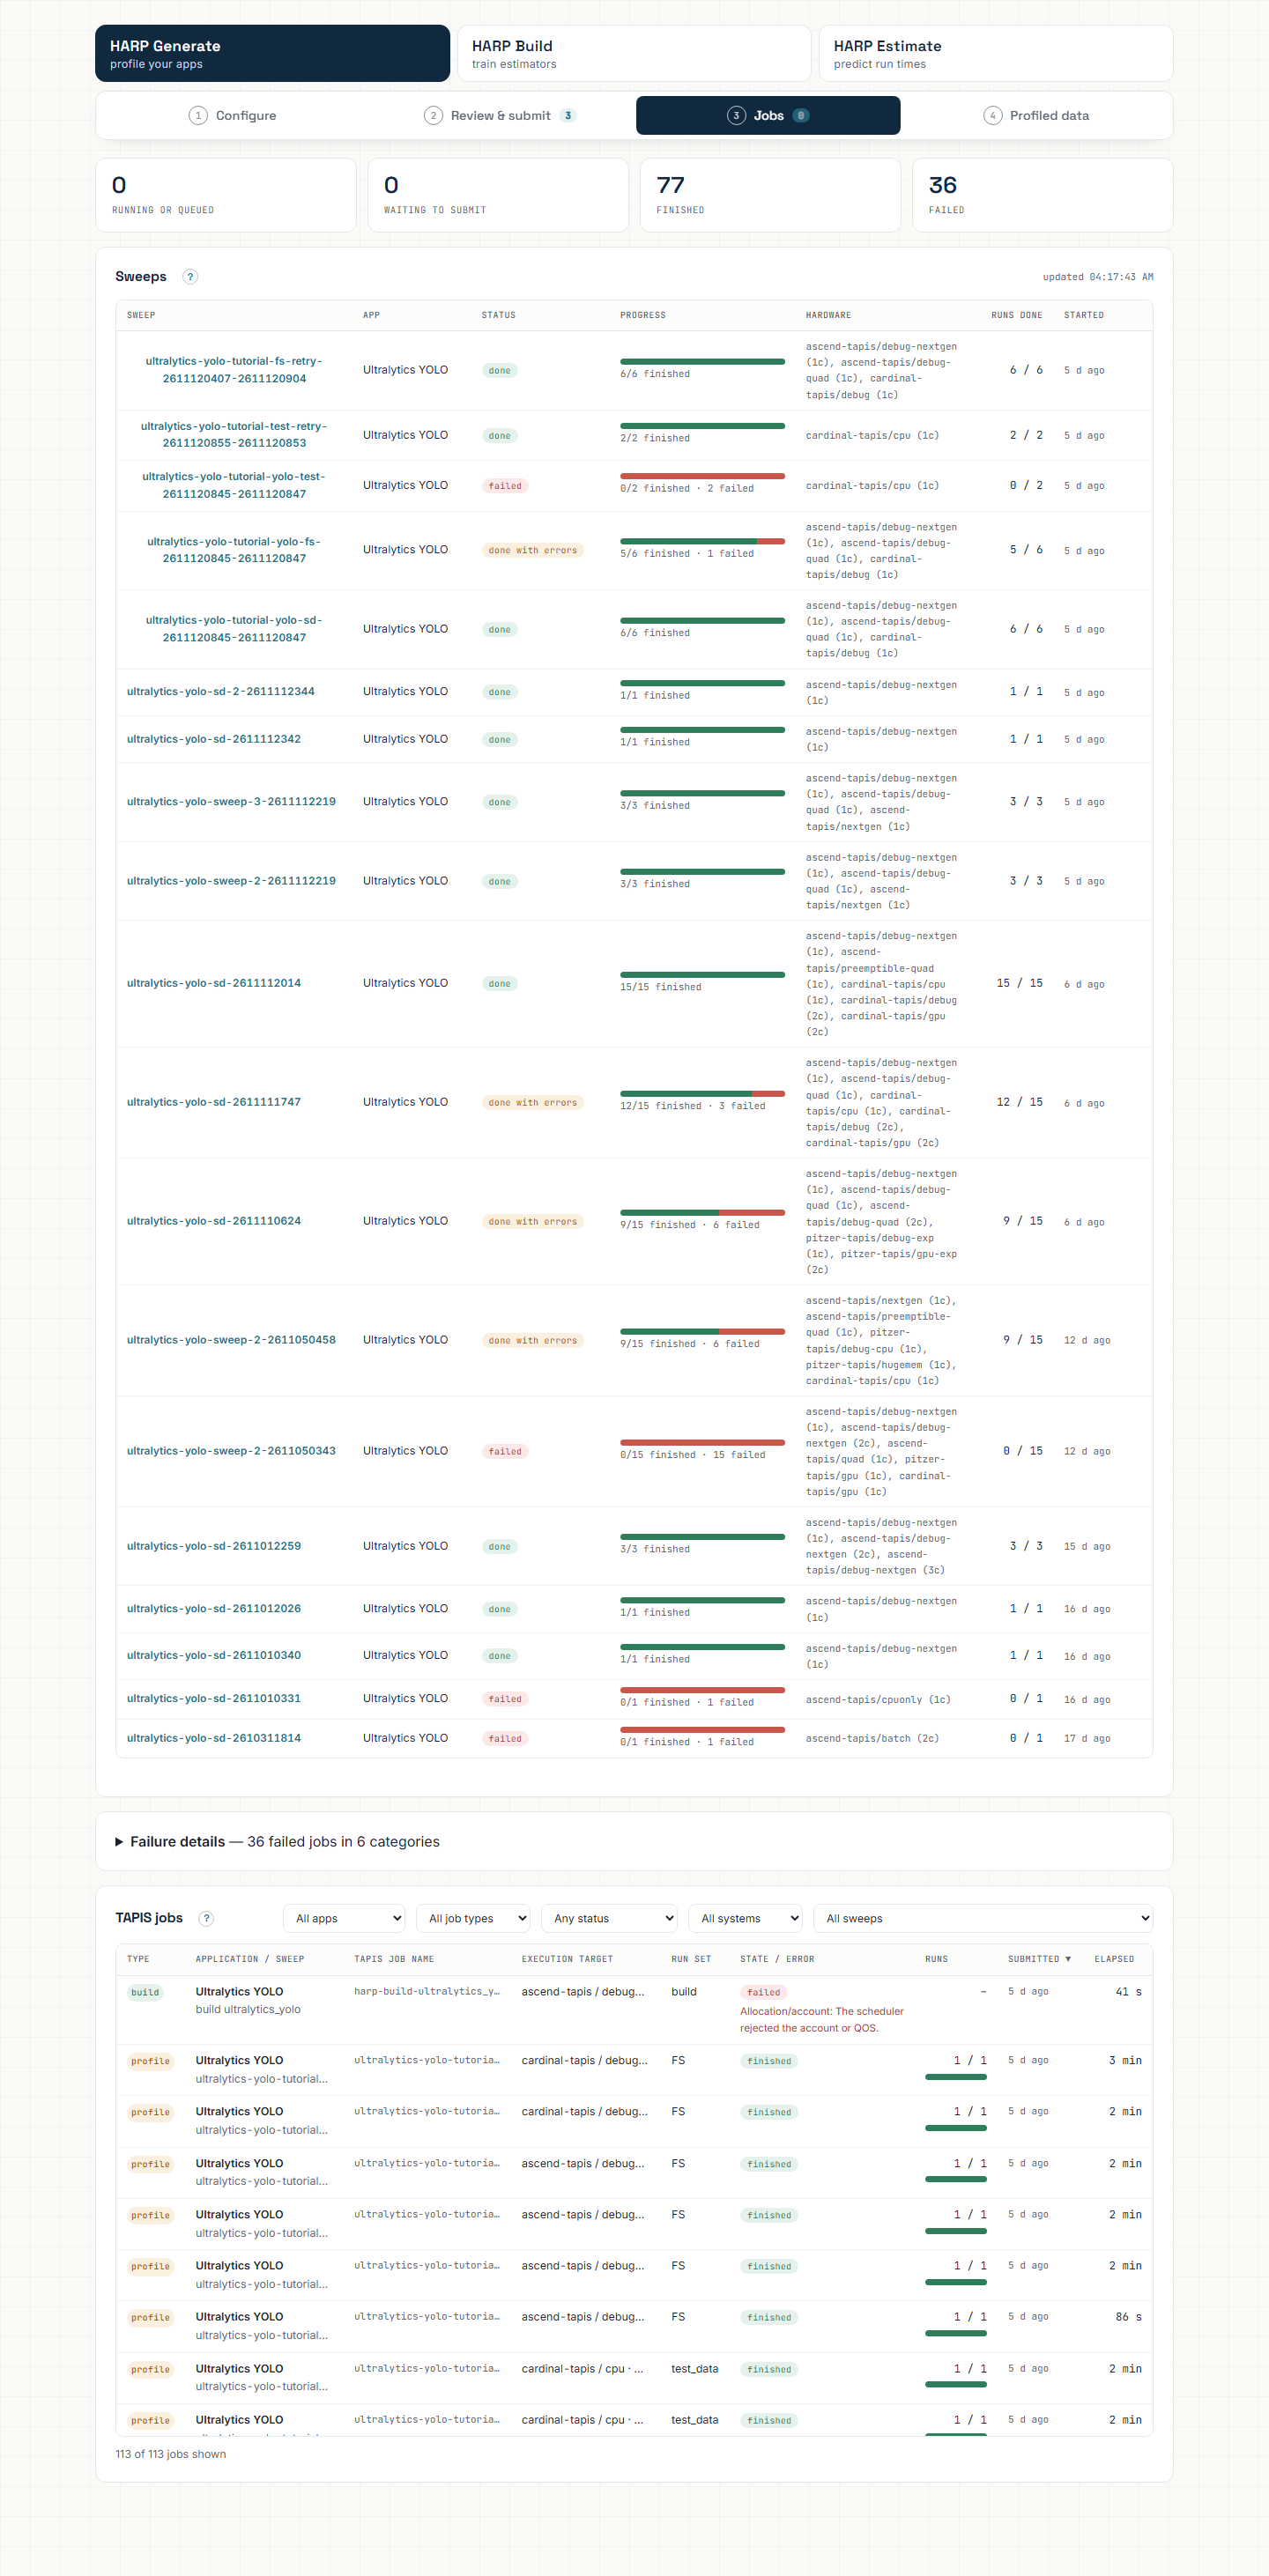 HARP Generate
profile your apps
HARP Build
train estimators
HARP Estimate
predict run times
1 Configure
2 Review & submit 3
3 Jobs 0
4 Profiled data
0
RUNNING OR QUEUED
0
WAITING TO SUBMIT
77
FINISHED
36
FAILED
Sweeps ?
updated 04:17:43 AM
SWEEP APP STATUS PROGRESS HARDWARE RUNS DONE STARTED
ultralytics-yolo-tutorial-fs-retry-
2611120407-2611120904
Ultralytics YOLO
done
6/6 finished
ascend-tapis/debug-nextgen
(1c), ascend-tapis/debug-
quad (1c), cardinal-
tapis/debug (1c)
6 / 6
5 d ago
ultralytics-yolo-tutorial-test-retry-
2611120855-2611120853
Ultralytics YOLO
done
2/2 finished
cardinal-tapis/cpu (1c)
2 / 2
5 d ago
ultralytics-yolo-tutorial-yolo-test-
2611120845-2611120847
Ultralytics YOLO
failed
0/2 finished · 2 failed
cardinal-tapis/cpu (1c)
0 / 2
5 d ago
ultralytics-yolo-tutorial-yolo-fs-
2611120845-2611120847
Ultralytics YOLO
done with errors
5/6 finished · 1 failed
ascend-tapis/debug-nextgen
(1c), ascend-tapis/debug-
quad (1c), cardinal-
tapis/debug (1c)
5 / 6
5 d ago
ultralytics-yolo-tutorial-yolo-sd-
2611120845-2611120847
Ultralytics YOLO
done
6/6 finished
ascend-tapis/debug-nextgen
(1c), ascend-tapis/debug-
quad (1c), cardinal-
tapis/debug (1c)
6 / 6
5 d ago
ultralytics-yolo-sd-2-2611112344
Ultralytics YOLO
done
1/1 finished
ascend-tapis/debug-nextgen
(1c)
1 / 1
5 d ago
ultralytics-yolo-sd-2611112342
Ultralytics YOLO
done
1/1 finished
ascend-tapis/debug-nextgen
(1c)
1 / 1
5 d ago
ultralytics-yolo-sweep-3-2611112219
Ultralytics YOLO
done
3/3 finished
ascend-tapis/debug-nextgen
(1c), ascend-tapis/debug-
quad (1c), ascend-
tapis/nextgen (1c)
3 / 3
5 d ago
ultralytics-yolo-sweep-2-2611112219
Ultralytics YOLO
done
3/3 finished
ascend-tapis/debug-nextgen
(1c), ascend-tapis/debug-
quad (1c), ascend-
tapis/nextgen (1c)
3 / 3
5 d ago
ultralytics-yolo-sd-2611112014
Ultralytics YOLO
done
15/15 finished
ascend-tapis/debug-nextgen
(1c), ascend-
tapis/preemptible-quad
(1c), cardinal-tapis/cpu
(1c), cardinal-tapis/debug
(2c), cardinal-tapis/gpu
(2c)
15 / 15
6 d ago
ultralytics-yolo-sd-2611111747
Ultralytics YOLO
done with errors
12/15 finished · 3 failed
ascend-tapis/debug-nextgen
(1c), ascend-tapis/debug-
quad (1c), cardinal-
tapis/cpu (1c), cardinal-
tapis/debug (2c),
cardinal-tapis/gpu (2c)
12 / 15
6 d ago
ultralytics-yolo-sd-2611110624
Ultralytics YOLO
done with errors
9/15 finished · 6 failed
ascend-tapis/debug-nextgen
(1c), ascend-tapis/debug-
quad (1c), ascend-
tapis/debug-quad (2c),
pitzer-tapis/debug-exp
(1c), pitzer-tapis/gpu-exp
(2c)
9 / 15
6 d ago
ultralytics-yolo-sweep-2-2611050458
Ultralytics YOLO
done with errors
9/15 finished · 6 failed
ascend-tapis/nextgen (1c),
ascend-tapis/preemptible-
quad (1c), pitzer-
tapis/debug-cpu (1c),
pitzer-tapis/hugemem (1c),
cardinal-tapis/cpu (1c)
9 / 15
12 d ago
ultralytics-yolo-sweep-2-2611050343
Ultralytics YOLO
failed
0/15 finished · 15 failed
ascend-tapis/debug-nextgen
(1c), ascend-tapis/debug-
nextgen (2c), ascend-
tapis/quad (1c), pitzer-
tapis/gpu (1c), cardinal-
tapis/gpu (1c)
0 / 15
12 d ago
ultralytics-yolo-sd-2611012259
Ultralytics YOLO
done
3/3 finished
ascend-tapis/debug-nextgen
(1c), ascend-tapis/debug-
nextgen (2c), ascend-
tapis/debug-nextgen (3c)
3 / 3
15 d ago
ultralytics-yolo-sd-2611012026
Ultralytics YOLO
done
1/1 finished
ascend-tapis/debug-nextgen
(1c)
1 / 1
16 d ago
ultralytics-yolo-sd-2611010340
Ultralytics YOLO
done
1/1 finished
ascend-tapis/debug-nextgen
(1c)
1 / 1
16 d ago
ultralytics-yolo-sd-2611010331
Ultralytics YOLO
failed
0/1 finished · 1 failed
ascend-tapis/cpuonly (1c)
0 / 1
16 d ago
ultralytics-yolo-sd-2610311814
Ultralytics YOLO
failed
0/1 finished · 1 failed
ascend-tapis/batch (2c)
0 / 1
17 d ago
▶ Failure details — 36 failed jobs in 6 categories
TAPIS jobs ?
All apps
All job types
Any status
All systems
All sweeps
TYPE APPLICATION / SWEEP TAPIS JOB NAME EXECUTION TARGET RUN SET STATE / ERROR RUNS SUBMITTED ▼ ELAPSED
build
Ultralytics YOLO
build ultralytics_yolo
harp-build-ultralytics_y…
ascend-tapis / debug…
build
failed
Allocation/account: The scheduler
rejected the account or QOS.
–
5 d ago
41 s
profile
Ultralytics YOLO
ultralytics-yolo-tutorial…
ultralytics-yolo-tutoria…
cardinal-tapis / debug…
FS
finished
1 / 1
5 d ago
3 min
profile
Ultralytics YOLO
ultralytics-yolo-tutorial…
ultralytics-yolo-tutoria…
cardinal-tapis / debug…
FS
finished
1 / 1
5 d ago
2 min
profile
Ultralytics YOLO
ultralytics-yolo-tutorial…
ultralytics-yolo-tutoria…
ascend-tapis / debug…
FS
finished
1 / 1
5 d ago
2 min
profile
Ultralytics YOLO
ultralytics-yolo-tutorial…
ultralytics-yolo-tutoria…
ascend-tapis / debug…
FS
finished
1 / 1
5 d ago
2 min
profile
Ultralytics YOLO
ultralytics-yolo-tutorial…
ultralytics-yolo-tutoria…
ascend-tapis / debug…
FS
finished
1 / 1
5 d ago
2 min
profile
Ultralytics YOLO
ultralytics-yolo-tutorial…
ultralytics-yolo-tutoria…
ascend-tapis / debug…
FS
finished
1 / 1
5 d ago
86 s
profile
Ultralytics YOLO
ultralytics-yolo-tutorial…
ultralytics-yolo-tutoria…
cardinal-tapis / cpu · …
test_data
finished
1 / 1
5 d ago
2 min
profile
Ultralytics YOLO
ultralytics-yolo-tutoria…
cardinal-tapis / cpu · …
test_data
finished
1 / 1
5 d ago
2 min
113 of 113 jobs shown